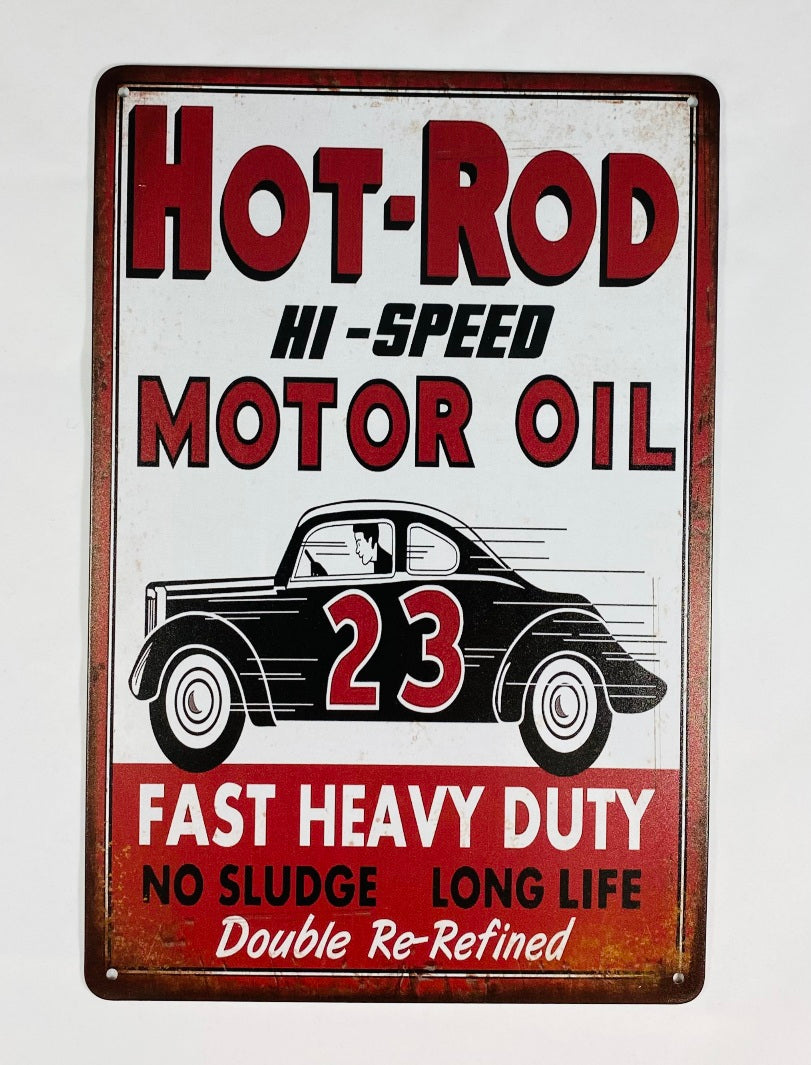 HOT-ROD
HI-SPEED
MOTOR OIL
23
FAST HEAVY DUTY
NO SLUDGE LONG LIFE
Double Re-Refined